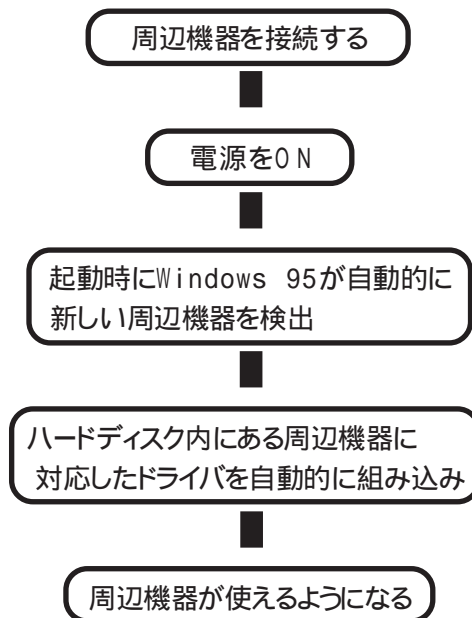 周辺機器を接続する
電源をON
起動時にWindows 95が自動的に
新しい周辺機器を検出
ハードディスク内にある周辺機器に
対応したドライバを自動的に組み込み
周辺機器が使えるようになる